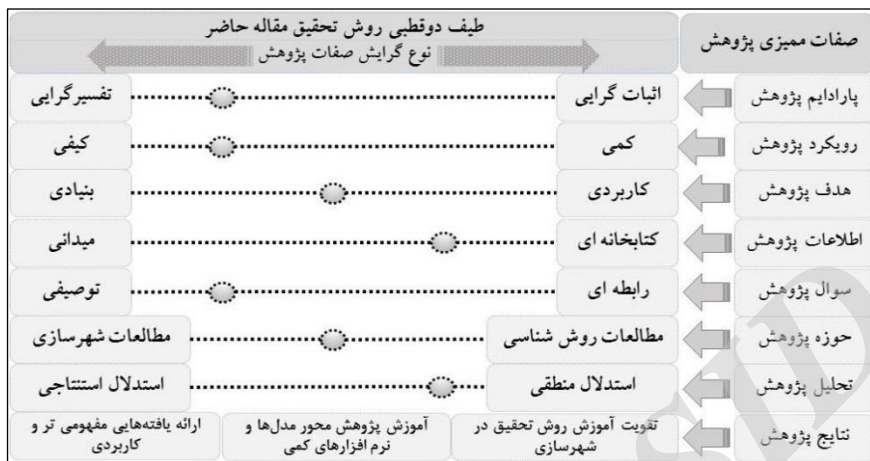 صفات ممیزی پژوهش
طیف دوقطبی روش تحقیق مقاله حاضر
نوع گرایش صفات پژوهش
پارادایم پژوهش
اثبات گرایی
تفسیرگرایی
رویکرد پژوهش
کمی
کیفی
هدف پژوهش
کاربردی
بنیادی
اطلاعات پژوهش
کتابخانه ای
میدانی
سوال پژوهش
رابطه ای
توصیفی
حوزه پژوهش
مطالعات روش شناسی
مطالعات شهرسازی
تحلیل پژوهش
استدلال منطقی
استدلال استنتاجی
نتایج پژوهش
تقویت آموزش روش تحقیق در
شهرسازی
آموزش پژوهش محور مدل‌ها و
نرم افزارهای کمی
ارائه یافته‌هایی مفهومی تر و
کاربردی
SID